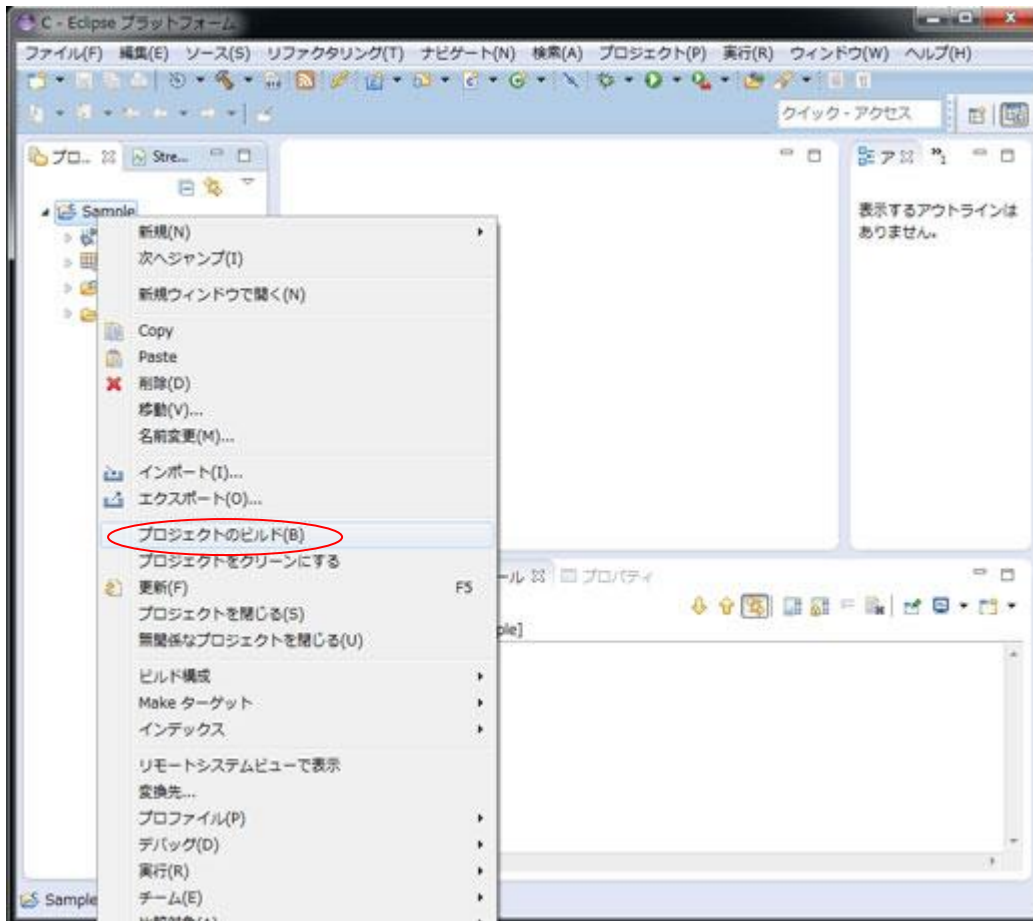 C - Eclipse プラットフォーム
ファイル(F) 編集(E) ソース(S) リファクタリング(T) ナビゲート(N) 検索(A) プロジェクト(P) 実行(R) ウィンドウ(W) ヘルプ(H)
クイック・アクセス
プロ... Stre...
ア
表示するアウトラインは
ありません。
Sample
新規(N)
次へジャンプ(I)
新規ウィンドウで開く(N)
Copy
Paste
削除(D)
移動(V)...
名前変更(M)...
インポート(I)...
エクスポート(O)...
プロジェクトのビルド(B)
プロジェクトをクリーンにする
更新(F) F5
プロジェクトを閉じる(S)
無関係なプロジェクトを閉じる(U)
ビルド構成
Make ターゲット
インデックス
リモートシステムビューで表示
変換先...
プロファイル(P)
デバッグ(D)
実行(R)
チーム(E)
ール プロパティ
ple]
Sample